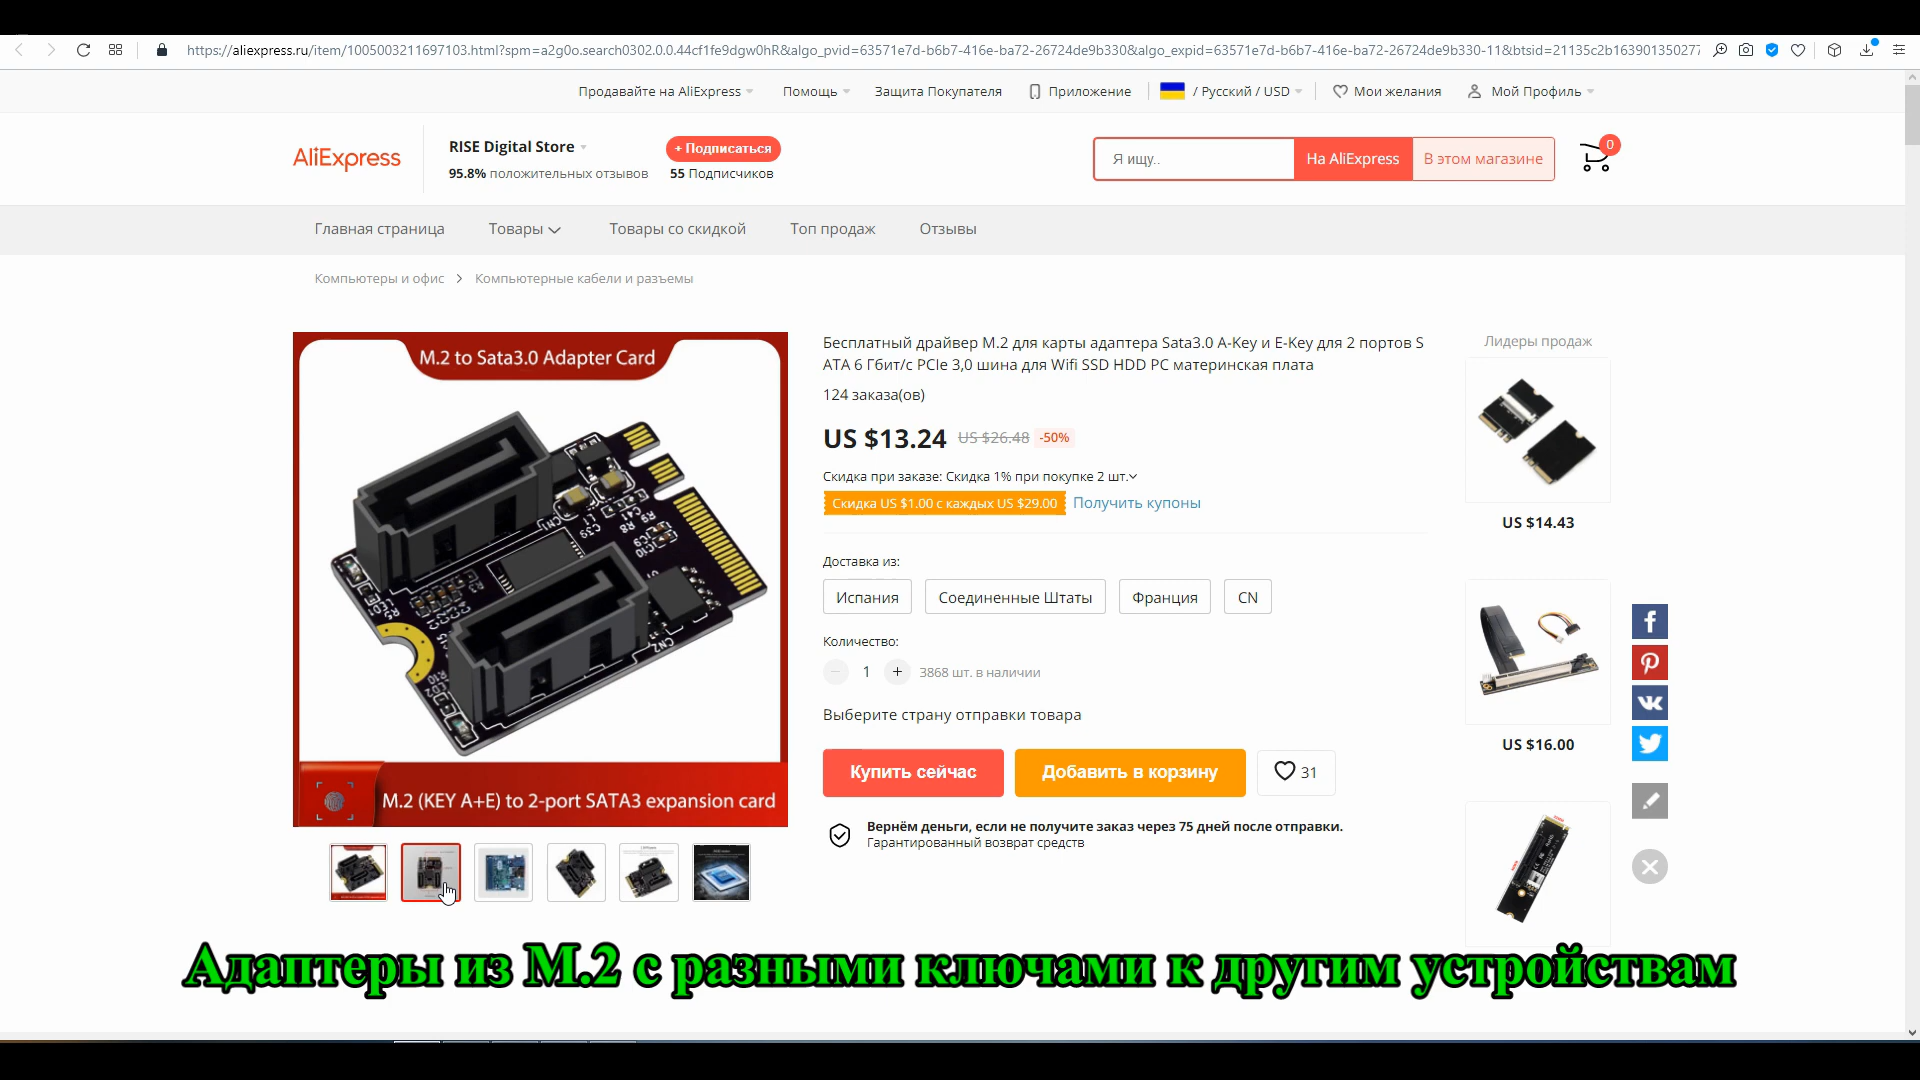 https://aliexpress.ru/item/1005003211697103.html?spm=a2g0o.search0302.0.0.44cf1fe9dgw0hR&algo_pvid=63571e7d-b6b7-416e-ba72-26724de9b330&algo_expid=63571e7d-b6b7-416e-ba72-26724de9b330-11&btsid=21135c2b163901350277
Продавайте на AliExpress
Помощь
Защита Покупателя
Приложение
/ Русский / USD
Мои желания
Мой Профиль
AliExpress
RISE Digital Store
95.8% положительных отзывов
+ Подписаться
55 Подписчиков
Я ищу..
На AliExpress
В этом магазине
0
Главная страница
Товары
Товары со скидкой
Топ продаж
Отзывы
Компьютеры и офис > Компьютерные кабели и разъемы
M.2 to Sata3.0 Adapter Card
M.2 (KEY A+E) to 2-port SATA3 expansion card
Бесплатный драйвер M.2 для карты адаптера Sata3.0 A-Key и E-Key для 2 портов S
ATA 6 Гбит/с PCIe 3,0 шина для Wifi SSD HDD PC материнская плата
124 заказа(ов)
US $13.24 US $26.48 -50%
Скидка при заказе: Скидка 1% при покупке 2 шт.
Скидка US $1.00 с каждых US $29.00 Получить купоны
Доставка из:
Испания
Соединенные Штаты
Франция
CN
Количество:
1 + 3868 шт. в наличии
Выберите страну отправки товара
Купить сейчас
Добавить в корзину
31
Вернём деньги, если не получите заказ через 75 дней после отправки.
Гарантированный возврат средств
Лидеры продаж
US $14.43
US $16.00
Адаптеры из M.2 с разными ключами к другим устройствам